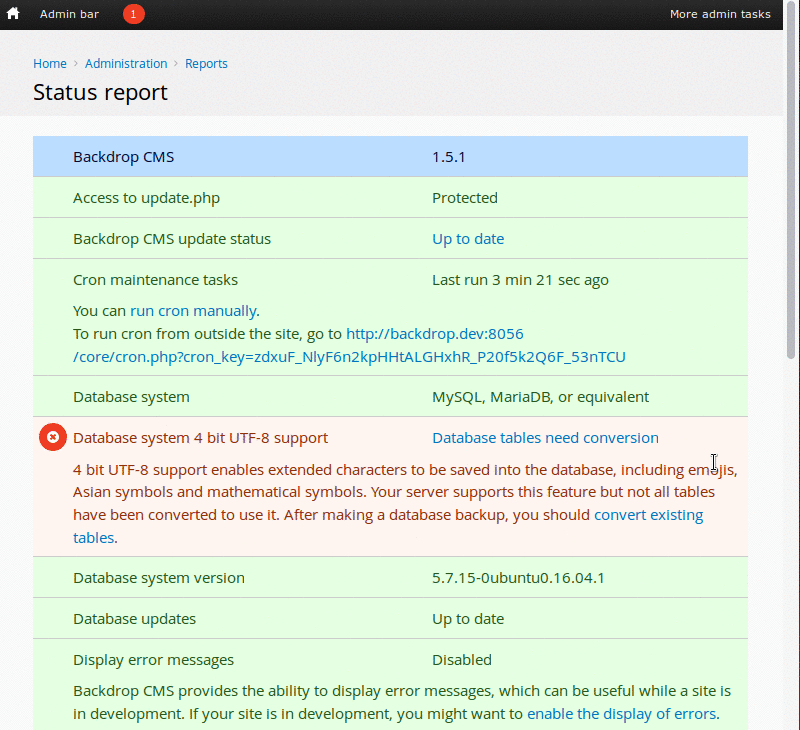 Admin bar 1 More admin tasks
Home › Administration › Reports
Status report
Backdrop CMS 1.5.1
Access to update.php Protected
Backdrop CMS update status Up to date
Cron maintenance tasks Last run 3 min 21 sec ago
You can run cron manually.
To run cron from outside the site, go to http://backdrop.dev:8056
/core/cron.php?cron_key=zdxuF_NlyF6n2kpHHtALGHxhR_P20f5k2Q6F_53nTCU
Database system MySQL, MariaDB, or equivalent
Database system 4 bit UTF-8 support Database tables need conversion
4 bit UTF-8 support enables extended characters to be saved into the database, including emojis,
Asian symbols and mathematical symbols. Your server supports this feature but not all tables
have been converted to use it. After making a database backup, you should convert existing
tables.
Database system version 5.7.15-0ubuntu0.16.04.1
Database updates Up to date
Display error messages Disabled
Backdrop CMS provides the ability to display error messages, which can be useful while a site is
in development. If your site is in development, you might want to enable the display of errors.